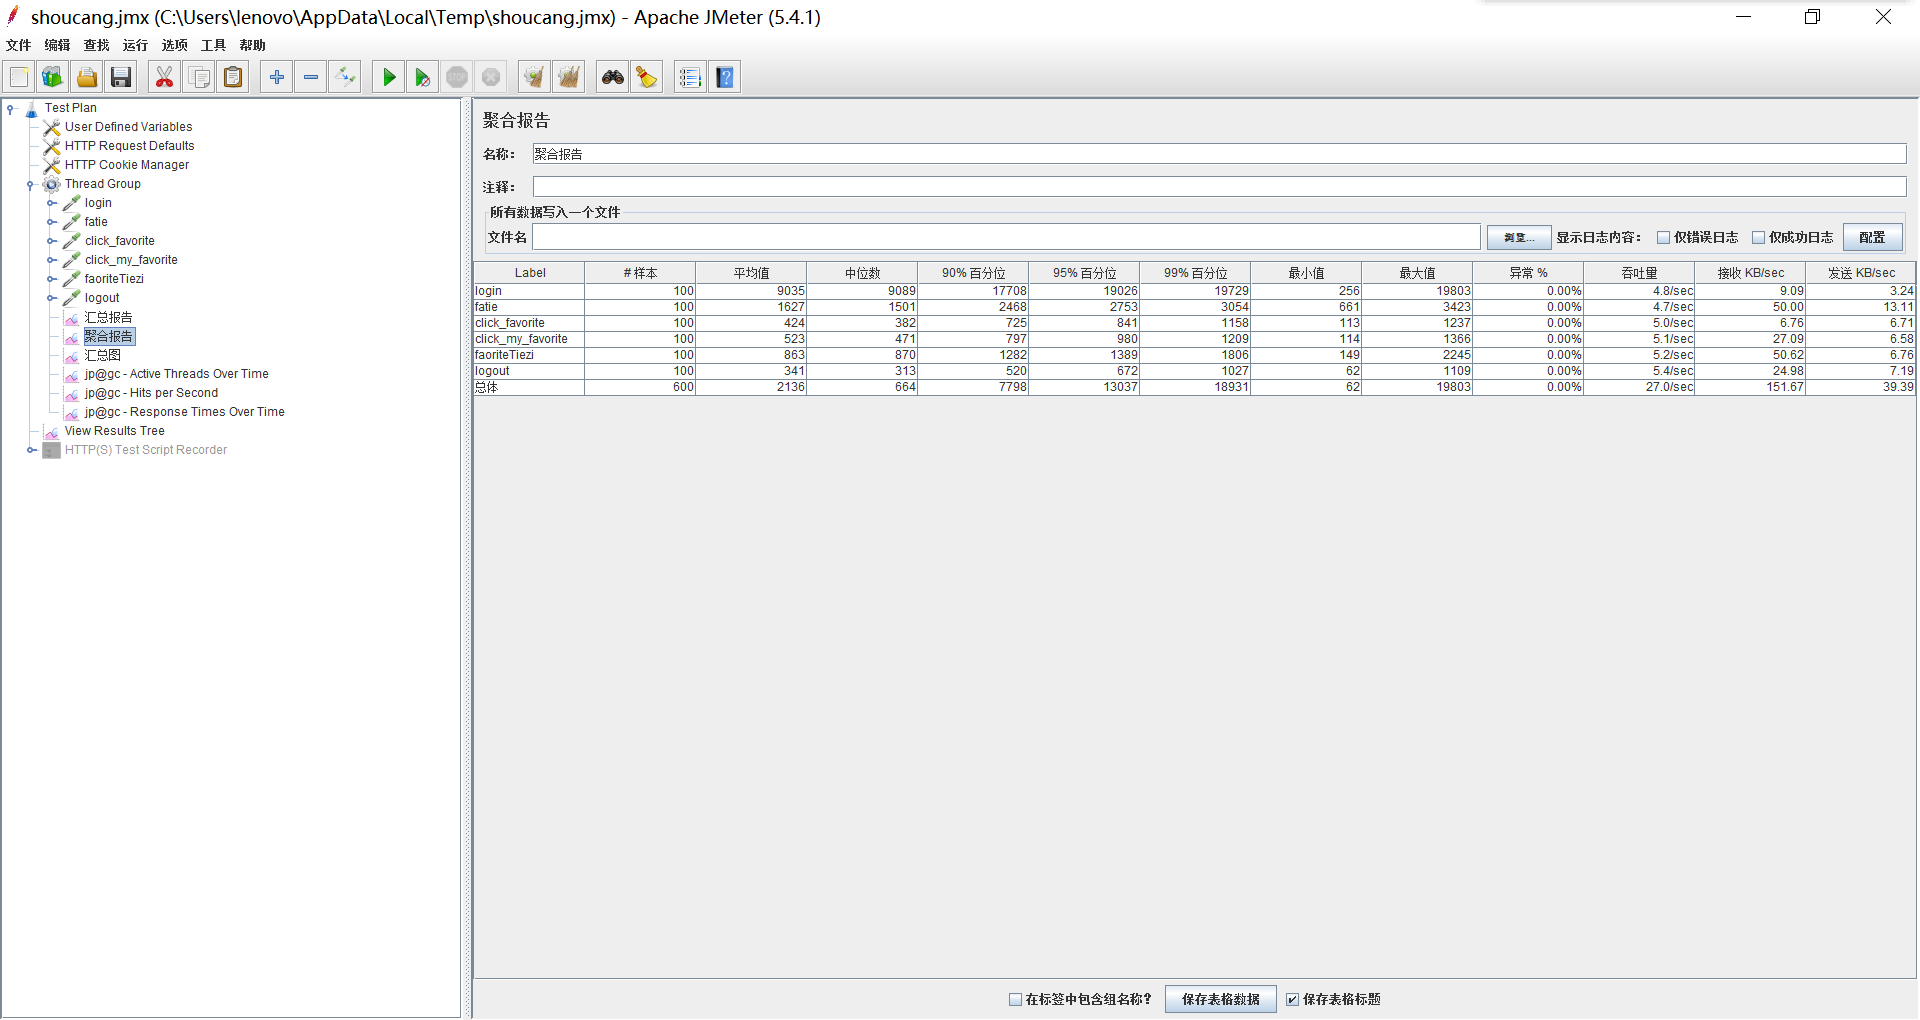 shoucang.jmx (C:\Users\lenovo\AppData\Local\Temp\shoucang.jmx) - Apache JMeter (5.4.1)
文件 编辑 查找 运行 选项 工具 帮助
STOP
Test Plan
User Defined Variables
HTTP Request Defaults
HTTP Cookie Manager
Thread Group
login
fatie
click_favorite
click_my_favorite
faoriteTiezi
logout
汇总报告
聚合报告
汇总图
jp@gc - Active Threads Over Time
jp@gc - Hits per Second
jp@gc - Response Times Over Time
View Results Tree
HTTP(S) Test Script Recorder
聚合报告
名称： 聚合报告
注释：
所有数据写入一个文件
文件名 浏览... 显示日志内容： 仅错误日志 仅成功日志 配置
Label # 样本 平均值 中位数 90% 百分位 95% 百分位 99% 百分位 最小值 最大值 异常 % 吞吐量 接收 KB/sec 发送 KB/sec
login 100 9035 9089 17708 19026 19729 256 19803 0.00% 4.8/sec 9.09 3.24
fatie 100 1627 1501 2468 2753 3054 661 3423 0.00% 4.7/sec 50.00 13.11
click_favorite 100 424 382 725 841 1158 113 1237 0.00% 5.0/sec 6.76 6.71
click_my_favorite 100 523 471 797 980 1209 114 1366 0.00% 5.1/sec 27.09 6.58
faoriteTiezi 100 863 870 1282 1389 1806 149 2245 0.00% 5.2/sec 50.62 6.76
logout 100 341 313 520 672 1027 62 1109 0.00% 5.4/sec 24.98 7.19
总体 600 2136 664 7798 13037 18931 62 19803 0.00% 27.0/sec 151.67 39.39
在标签中包含组名称? 保存表格数据 保存表格标题